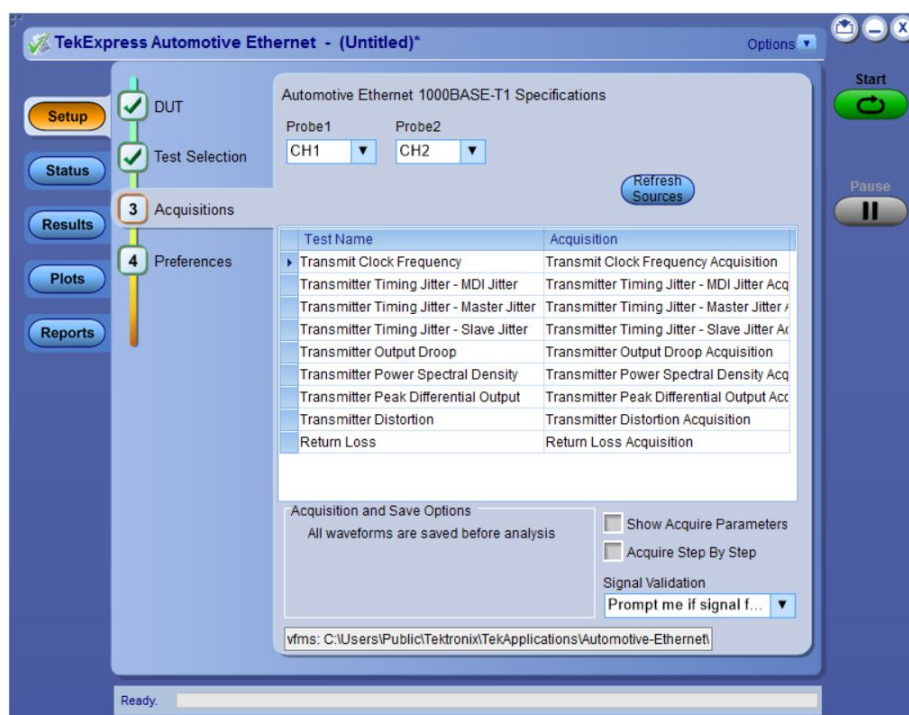 TekExpress Automotive Ethernet - (Untitled)*
Options
X
Setup
Status
Results
Plots
Reports
DUT
Test Selection
3 Acquisitions
4 Preferences
Automotive Ethernet 1000BASE-T1 Specifications
Probe1 Probe2
CH1 CH2
Refresh
Sources
Test Name Acquisition
Transmit Clock Frequency Transmit Clock Frequency Acquisition
Transmitter Timing Jitter - MDI Jitter Transmitter Timing Jitter - MDI Jitter Acq
Transmitter Timing Jitter - Master Jitter Transmitter Timing Jitter - Master Jitter
Transmitter Timing Jitter - Slave Jitter Transmitter Timing Jitter - Slave Jitter Ac
Transmitter Output Droop Transmitter Output Droop Acquisition
Transmitter Power Spectral Density Transmitter Power Spectral Density Acq
Transmitter Peak Differential Output Transmitter Peak Differential Output Acc
Transmitter Distortion Transmitter Distortion Acquisition
Return Loss Return Loss Acquisition
Acquisition and Save Options
All waveforms are saved before analysis
Show Acquire Parameters
Acquire Step By Step
Signal Validation
Prompt me if signal f...
vfms: C:\Users\Public\Tektronix\TekApplications\Automotive-Ethernet\
Start
Pause
Ready.